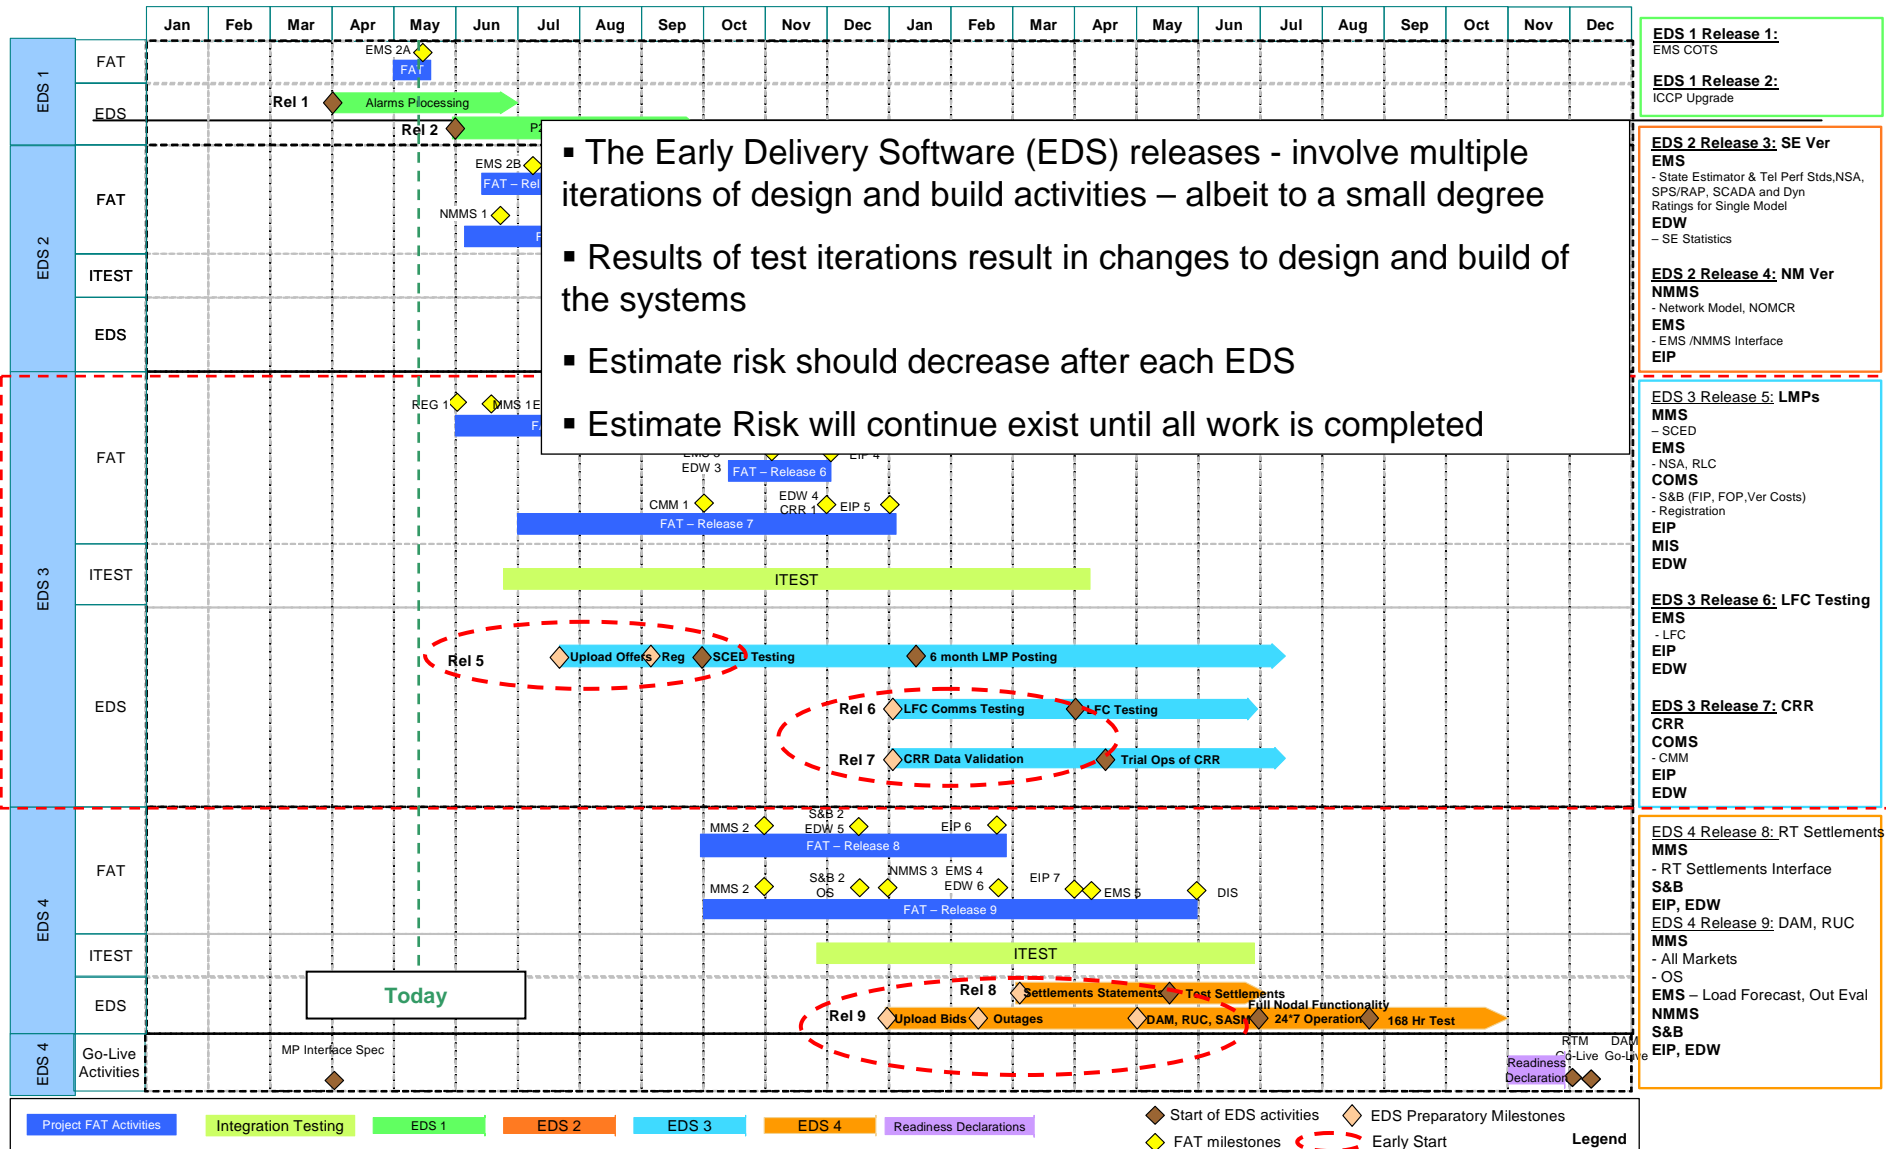 Jan Feb Mar Apr May Jun Jul Aug Sep Oct Nov Dec Jan Feb Mar Apr May Jun Jul Aug Sep Oct Nov Dec
EDS 1
FAT
EMS 2A
FAT
EDS
Rel 1
Alarms Processing
Rel 2
EDS 2
FAT
EMS 2B
FAT – Rel
NMMS 1
ITEST
EDS
▪ The Early Delivery Software (EDS) releases - involve multiple
iterations of design and build activities – albeit to a small degree
▪ Results of test iterations result in changes to design and build of
the systems
▪ Estimate risk should decrease after each EDS
▪ Estimate Risk will continue exist until all work is completed
EDS 3
FAT
REG 1
MMS 1
EDW 3
EIP 4
FAT – Release 6
CMM 1
EDW 4
CRR 1
EIP 5
FAT – Release 7
ITEST
ITEST
EDS
Rel 5
Upload Offers
Reg
SCED Testing
6 month LMP Posting
Rel 6
LFC Comms Testing
LFC Testing
Rel 7
CRR Data Validation
Trial Ops of CRR
EDS 4
FAT
MMS 2
S&B 2
EDW 5
EIP 6
FAT – Release 8
MMS 2
S&B 2
OS
NMMS 3
EMS 4
EDW 6
EIP 7
EMS 5
DIS
FAT – Release 9
ITEST
ITEST
EDS
Today
Rel 8
Settlements Statements
Test Settlements
Full Nodal Functionality
Rel 9
Upload Bids
Outages
DAM, RUC, SASM
24*7 Operation
168 Hr Test
EDS 4
Go-Live
Activities
MP Interface Spec
Readiness
Declaration
RTM
Go-Live
DAM
Go-Live
EDS 1 Release 1:
EMS COTS
EDS 1 Release 2:
ICCP Upgrade
EDS 2 Release 3: SE Ver
EMS
- State Estimator & Tel Perf Stds,NSA,
SPS/RAP, SCADA and Dyn
Ratings for Single Model
EDW
– SE Statistics
EDS 2 Release 4: NM Ver
NMMS
- Network Model, NOMCR
EMS
- EMS /NMMS Interface
EIP
EDS 3 Release 5: LMPs
MMS
– SCED
EMS
- NSA, RLC
COMS
- S&B (FIP, FOP,Ver Costs)
- Registration
EIP
MIS
EDW
EDS 3 Release 6: LFC Testing
EMS
- LFC
EIP
EDW
EDS 3 Release 7: CRR
CRR
COMS
- CMM
EIP
EDW
EDS 4 Release 8: RT Settlements
MMS
- RT Settlements Interface
S&B
EIP, EDW
EDS 4 Release 9: DAM, RUC
MMS
- All Markets
- OS
EMS – Load Forecast, Out Eval
NMMS
S&B
EIP, EDW
Project FAT Activities
Integration Testing
EDS 1
EDS 2
EDS 3
EDS 4
Readiness Declarations
Start of EDS activities
EDS Preparatory Milestones
FAT milestones
Early Start
Legend